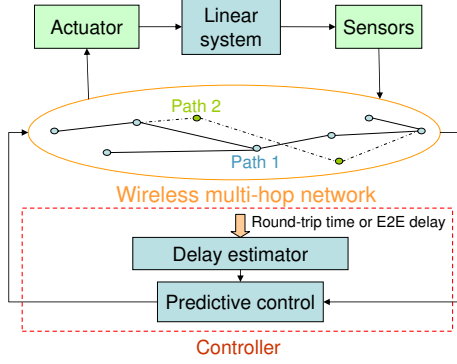 Actuator
Linear
system
Sensors
Path 2
Path 1
Wireless multi-hop network
Round-trip time or E2E delay
Delay estimator
Predictive control
Controller